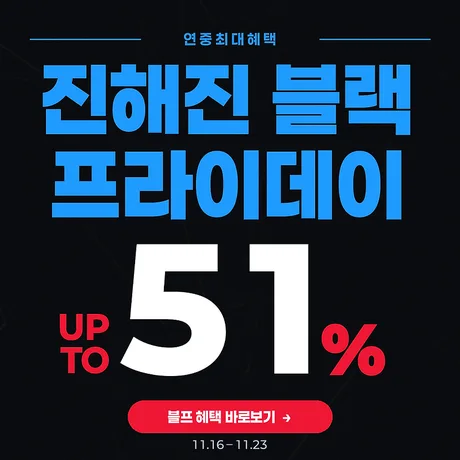 연중최대혜택
진해진 블랙
프라이데이
UP
TO
51%
블프 혜택 바로보기 →
11.16-11.23